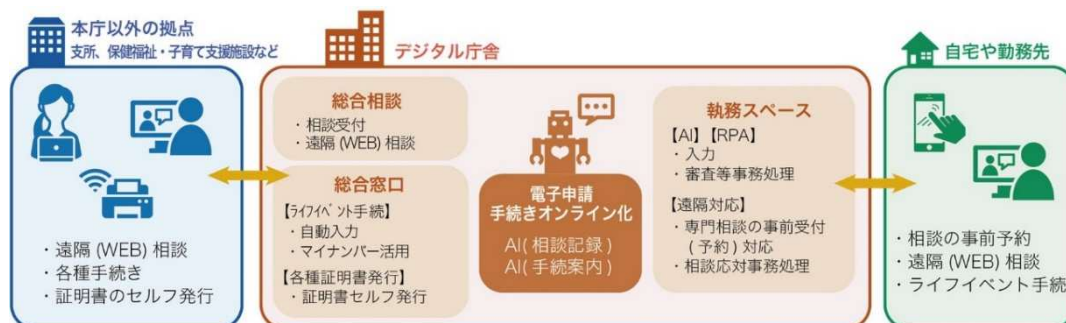 本庁以外の拠点
支所、保健福祉・子育て支援施設など
・遠隔 (WEB) 相談
・各種手続き
・証明書のセルフ発行
デジタル庁舎
総合相談
・相談受付
・遠隔 (WEB) 相談
総合窓口
【ﾗｲﾌｲﾍﾞﾝﾄ手続】
・自動入力
・マイナンバー活用
【各種証明書発行】
・証明書セルフ発行
電子申請
手続きオンライン化
AI( 相談記録 )
AI( 手続案内 )
執務スペース
【AI】【RPA】
・入力
・審査等事務処理
【遠隔対応】
・専門相談の事前受付
( 予約 ) 対応
・相談応対事務処理
自宅や勤務先
・相談の事前予約
・遠隔 (WEB) 相談
・ライフイベント手続